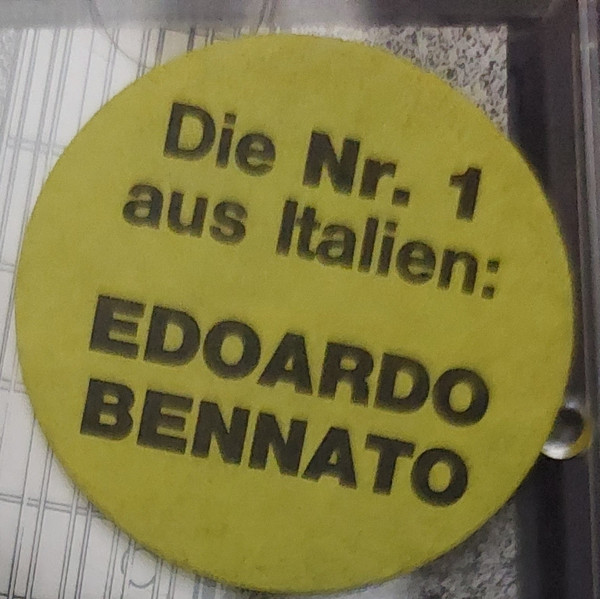 Die Nr. 1
aus Italien:
EDOARDO
BENNATO